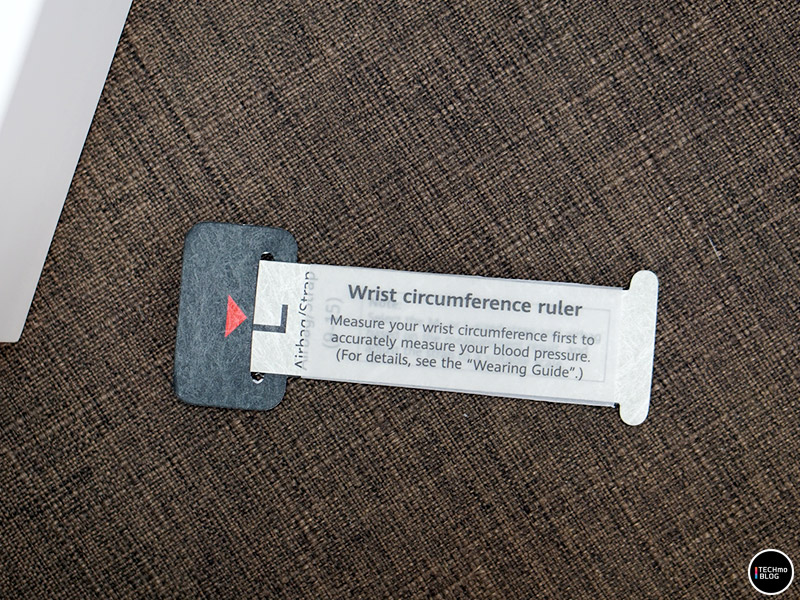 L
Airbag/Strap
Wrist circumference ruler
Measure your wrist circumference first to
accurately measure your blood pressure.
(For details, see the “Wearing Guide”.)
TECHmo
BLOG